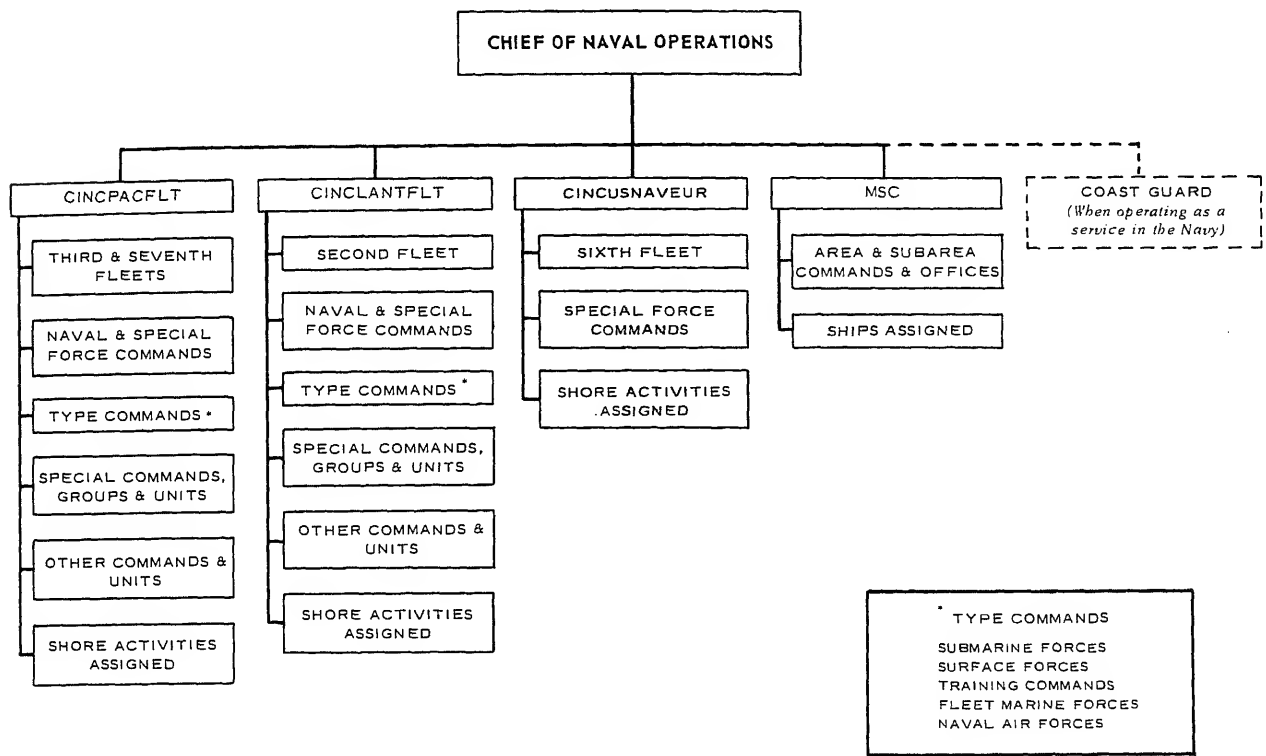 CHIEF OF NAVAL OPERATIONS
CINCPACFLT
THIRD & SEVENTH
FLEETS
NAVAL & SPECIAL
FORCE COMMANDS
TYPE COMMANDS*
SPECIAL COMMANDS,
GROUPS & UNITS
OTHER COMMANDS &
UNITS
SHORE ACTIVITIES
ASSIGNED
CINCLANTFLT
SECOND FLEET
NAVAL & SPECIAL
FORCE COMMANDS
TYPE COMMANDS*
SPECIAL COMMANDS,
GROUPS & UNITS
OTHER COMMANDS &
UNITS
SHORE ACTIVITIES
ASSIGNED
CINCUSNAVEUR
SIXTH FLEET
SPECIAL FORCE
COMMANDS
SHORE ACTIVITIES
ASSIGNED
MSC
AREA & SUBAREA
COMMANDS & OFFICES
SHIPS ASSIGNED
COAST GUARD
(When operating as a
service in the Navy)
* TYPE COMMANDS
SUBMARINE FORCES
SURFACE FORCES
TRAINING COMMANDS
FLEET MARINE FORCES
NAVAL AIR FORCES